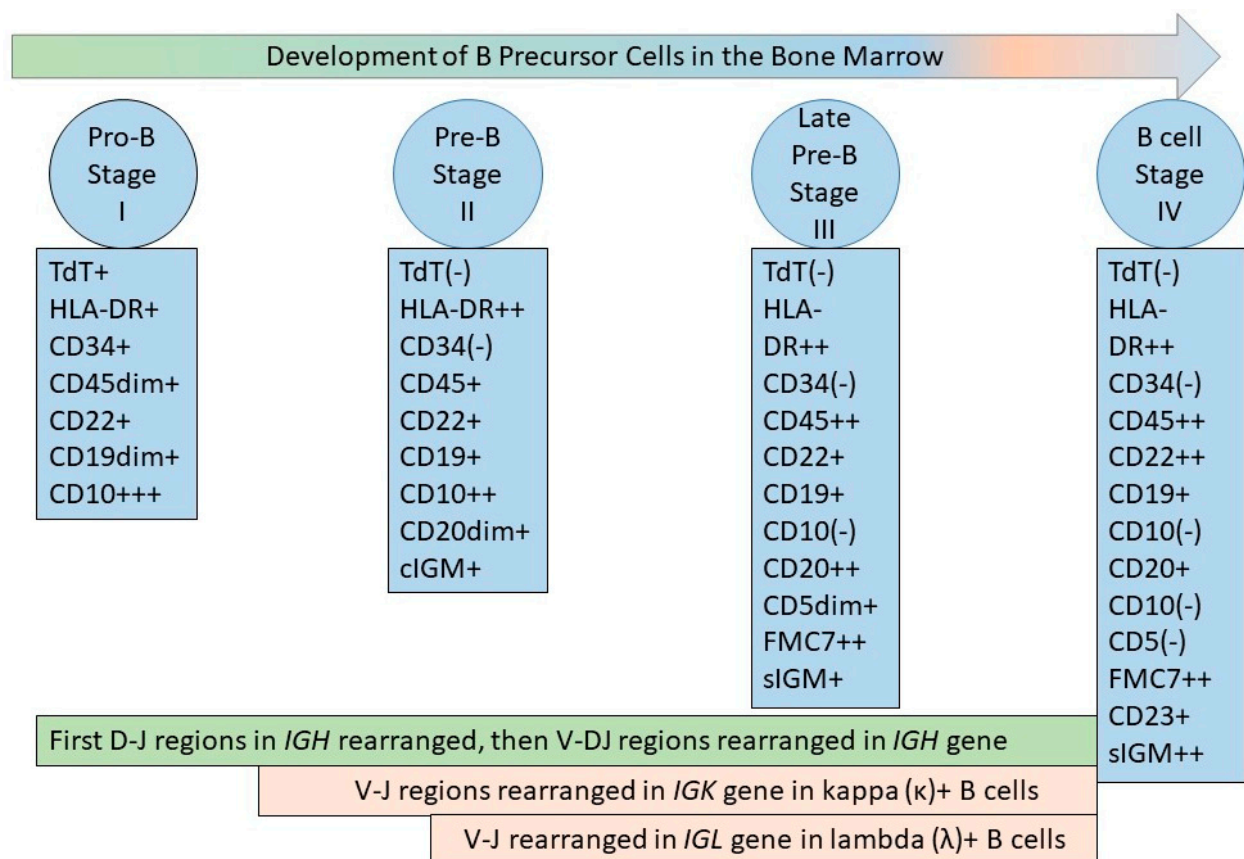 Development of B Precursor Cells in the Bone Marrow
Pro-B
Stage
I
TdT+
HLA-DR+
CD34+
CD45dim+
CD22+
CD19dim+
CD10+++
Pre-B
Stage
II
TdT(-)
HLA-DR++
CD34(-)
CD45+
CD22+
CD19+
CD10++
CD20dim+
cIGM+
Late
Pre-B
Stage
III
TdT(-)
HLA-
DR++
CD34(-)
CD45++
CD22+
CD19+
CD10(-)
CD20++
CD5dim+
FMC7++
sIGM+
B cell
Stage
IV
TdT(-)
HLA-
DR++
CD34(-)
CD45++
CD22++
CD19+
CD10(-)
CD20+
CD10(-)
CD5(-)
FMC7++
CD23+
sIGM++
First D-J regions in IGH rearranged, then V-DJ regions rearranged in IGH gene
V-J regions rearranged in IGK gene in kappa (κ)+ B cells
V-J rearranged in IGL gene in lambda (λ)+ B cells